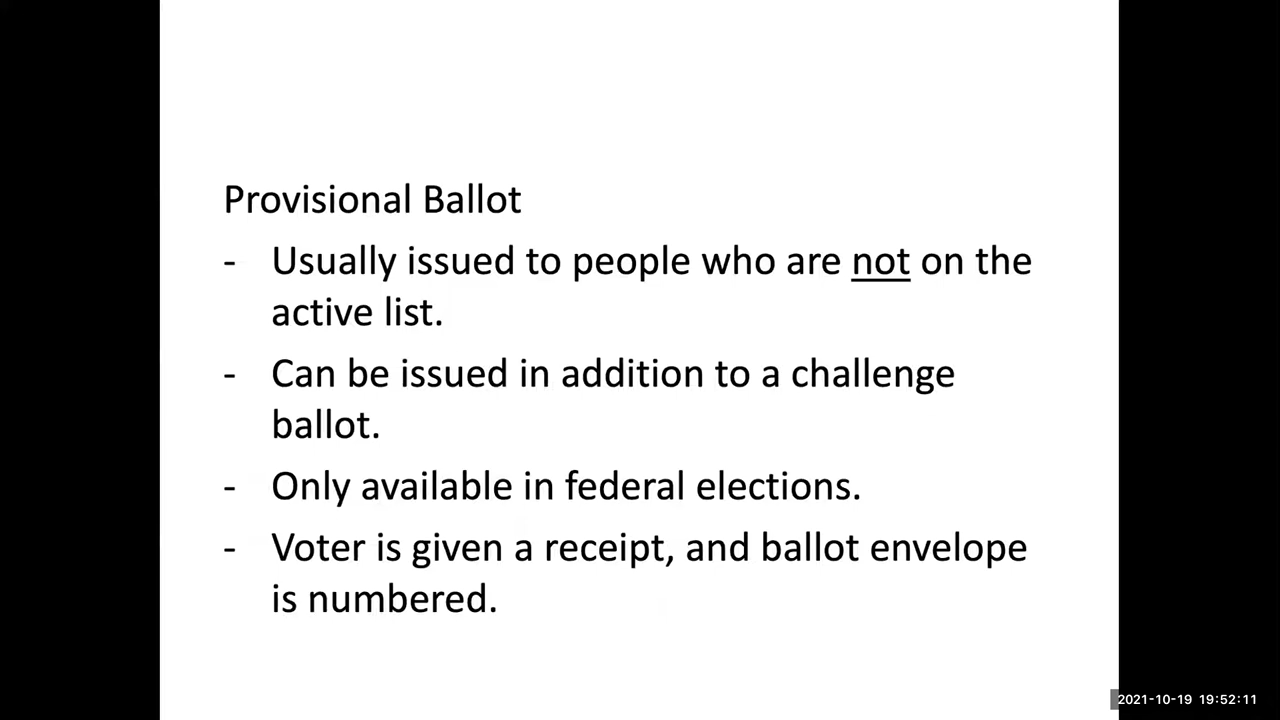 Provisional Ballot
- Usually issued to people who are not on the
active list.
- Can be issued in addition to a challenge
ballot.
- Only available in federal elections.
- Voter is given a receipt, and ballot envelope
is numbered.
2021-10-19 19:52:11